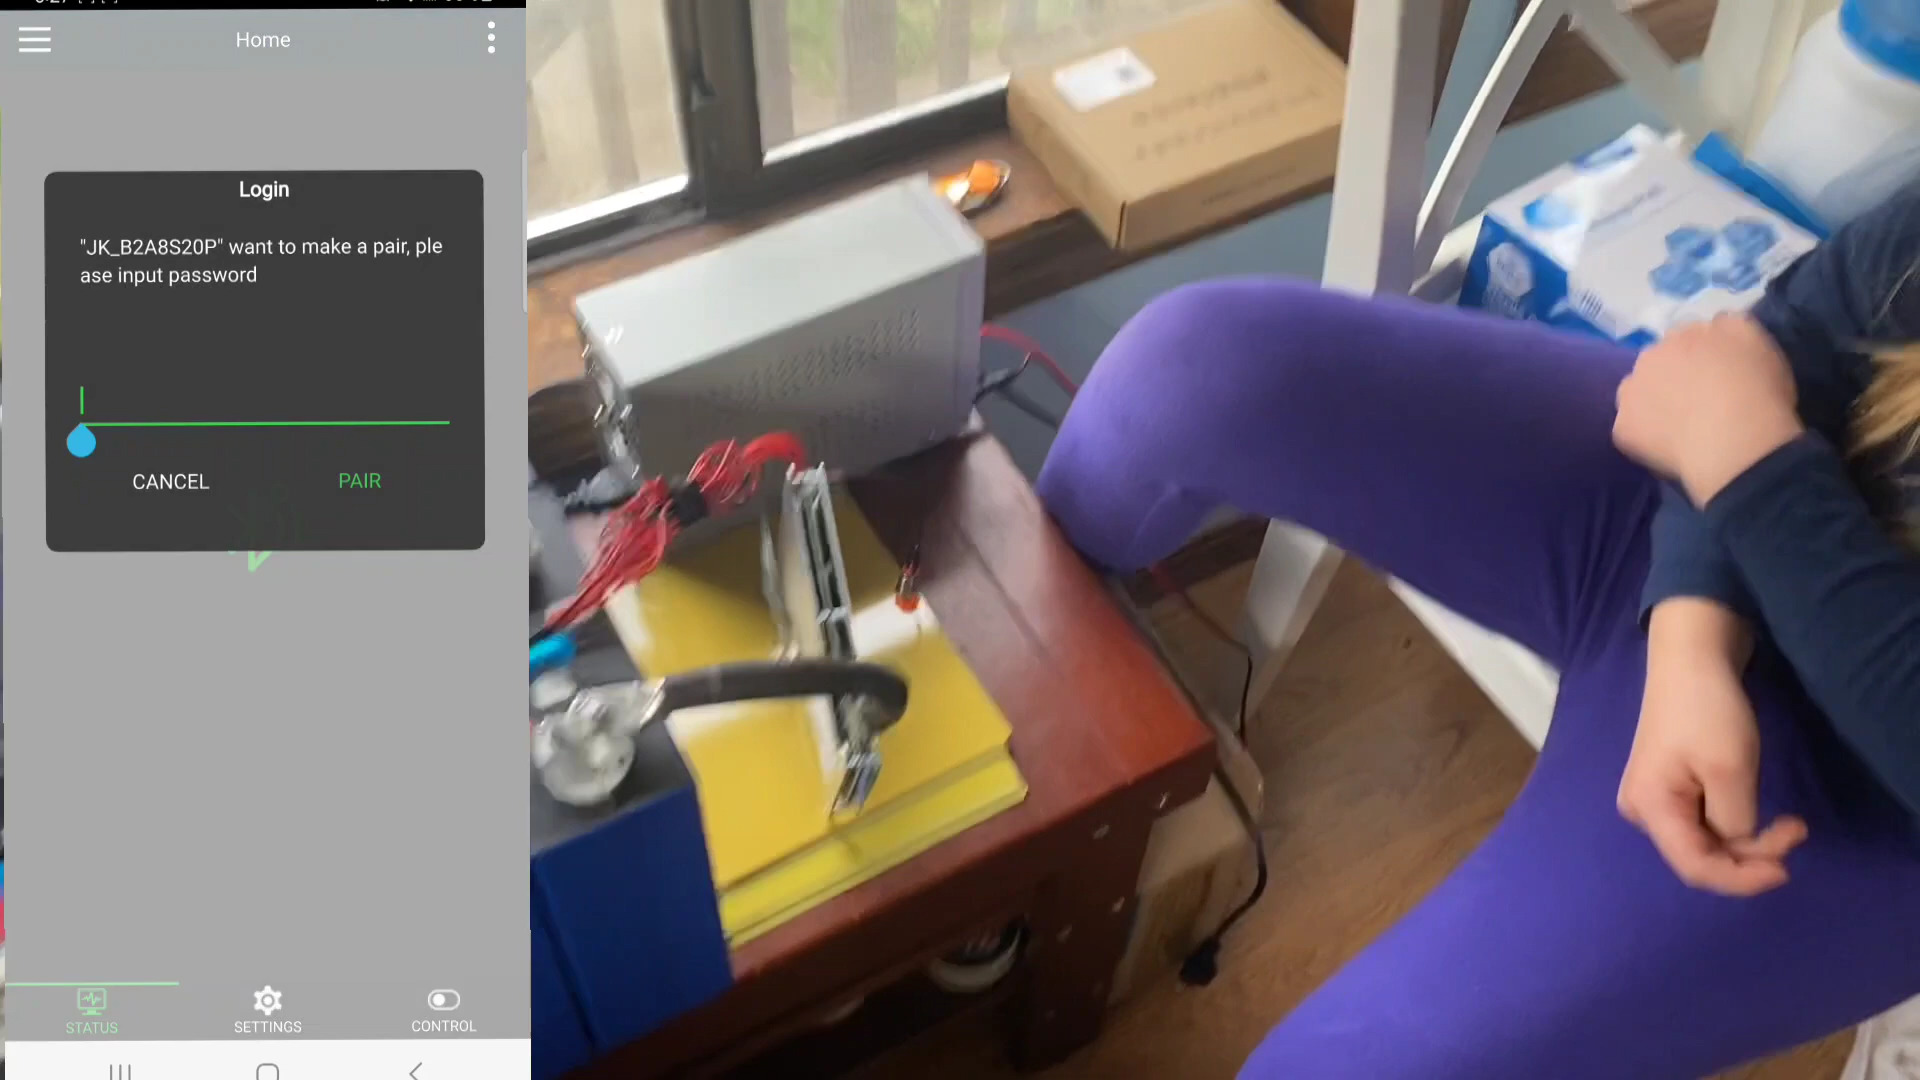 Home
Login
"JK_B2A8S20P" want to make a pair, ple
ase input password
CANCEL
PAIR
STATUS
SETTINGS
CONTROL